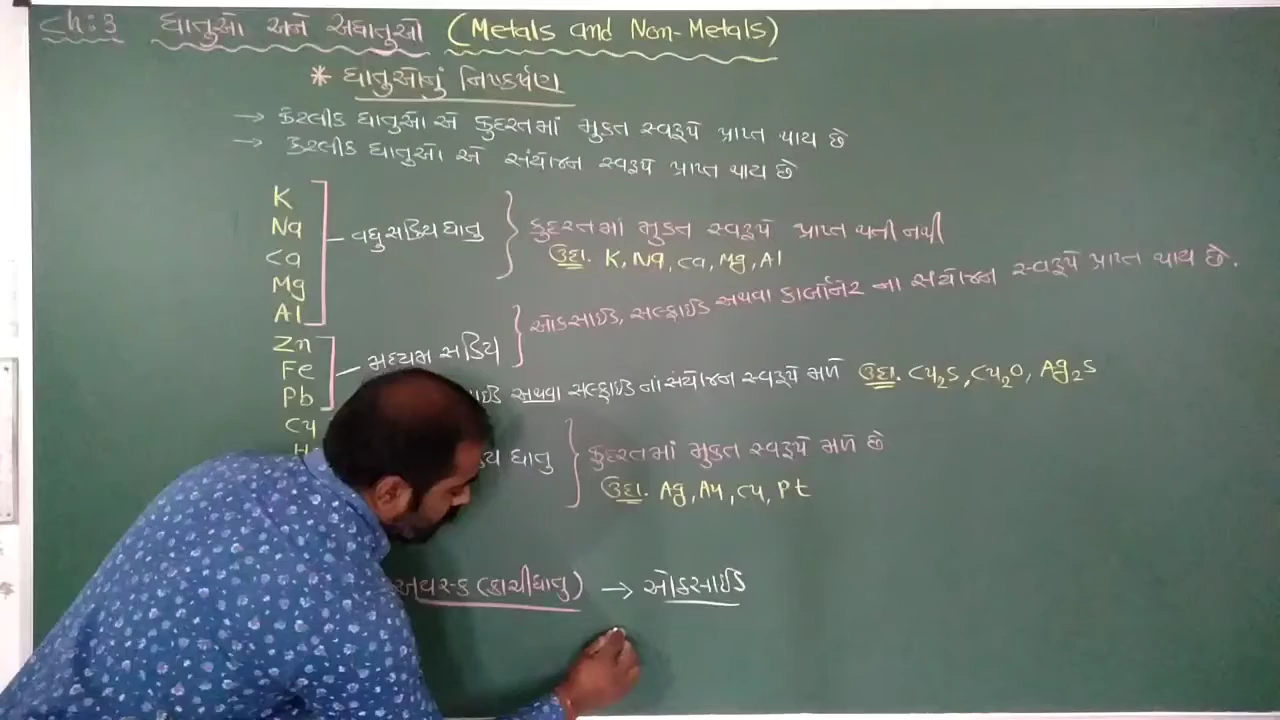 Ch:3 ધાતુઓ અને અધાતુઓ (Metals and Non-Metals)
* ધાતુઓનું નિષ્કર્ષણ
→ કેટલીક ધાતુઓ એ કુદરતમાં મુક્ત સ્વરૂપે પ્રાપ્ત થાય છે
→ કેટલીક ધાતુઓ એ સંયોજન સ્વરૂપે પ્રાપ્ત થાય છે
K
Na
Ca
Mg
Al
વધુ સક્રિય ધાતુ
કુદરતમાં મુક્ત સ્વરૂપે પ્રાપ્ત થતી નથી
ઉદા. K, Na, Ca, Mg, Al
Zn
Fe
Pb
મધ્યમ સક્રિય
ઓક્સાઈડ, સલ્ફાઈડ અથવા કાર્બોનેટ ના સંયોજન સ્વરૂપે પ્રાપ્ત થાય છે.
અથવા સલ્ફાઈડ નાં સંયોજન સ્વરૂપે મળે ઉદા. Cu2S, Cu2O, Ag2S
Cu
H
ધાતુ
કુદરતમાં મુક્ત સ્વરૂપે મળે છે
ઉદા. Ag, Au, Cu, Pt
અયસ્ક (કાચીધાતુ) → ઓક્સાઈડ